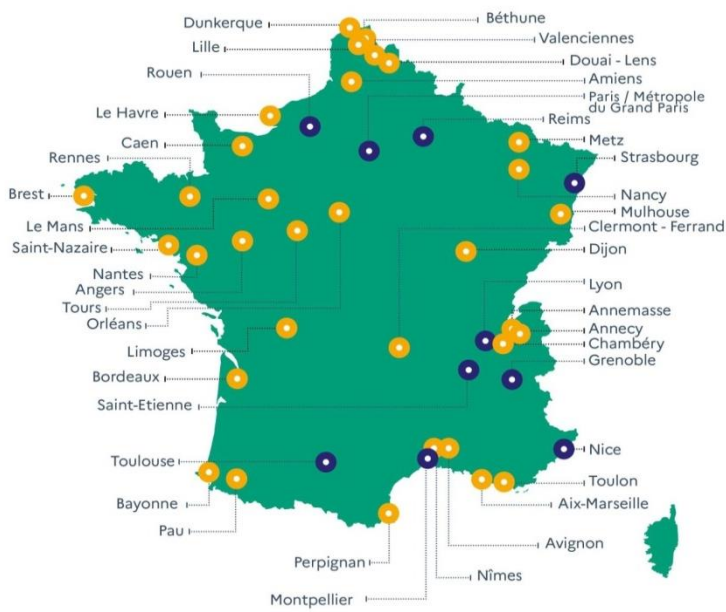 Dunkerque
Béthune
Valenciennes
Lille
Douai - Lens
Rouen
Amiens
Paris / Métropole
du Grand Paris
Le Havre
Reims
Caen
Metz
Rennes
Strasbourg
Brest
Nancy
Le Mans
Mulhouse
Saint-Nazaire
Clermont - Ferrand
Nantes
Dijon
Angers
Lyon
Tours
Annemasse
Orléans
Annecy
Limoges
Chambéry
Bordeaux
Grenoble
Saint-Etienne
Toulouse
Nice
Bayonne
Toulon
Pau
Aix-Marseille
Perpignan
Avignon
Montpellier
Nîmes